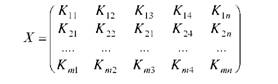 K11 K12 K13 K14 K1n
K21 K22 K21 K24 K2n
X =
.... .... .... .... ....
Km1 Km2 Km3 Km4 Kmn